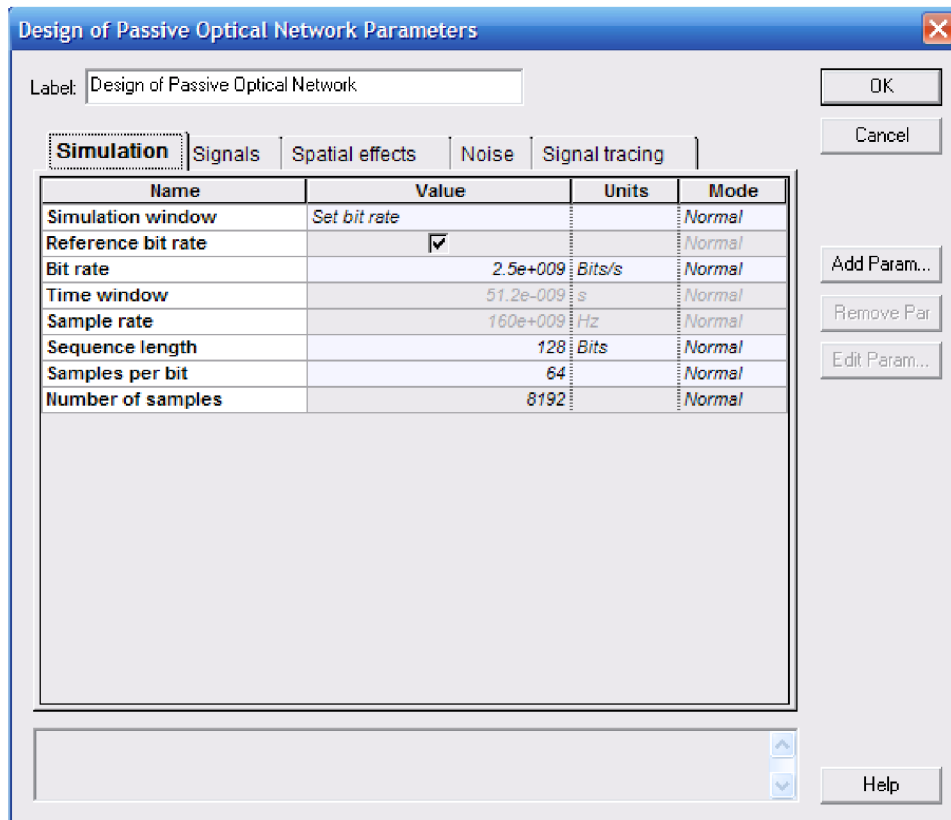 Design of Passive Optical Network Parameters
Label: Design of Passive Optical Network
OK
Cancel
Simulation Signals Spatial effects Noise Signal tracing
Name Value Units Mode
Simulation window Set bit rate Normal
Reference bit rate Normal
Bit rate 2.5e+009 Bits/s Normal
Time window 51.2e-009 s Normal
Sample rate 160e+009 Hz Normal
Sequence length 128 Bits Normal
Samples per bit 64 Normal
Number of samples 8192 Normal
Add Param...
Remove Par
Edit Param...
Help